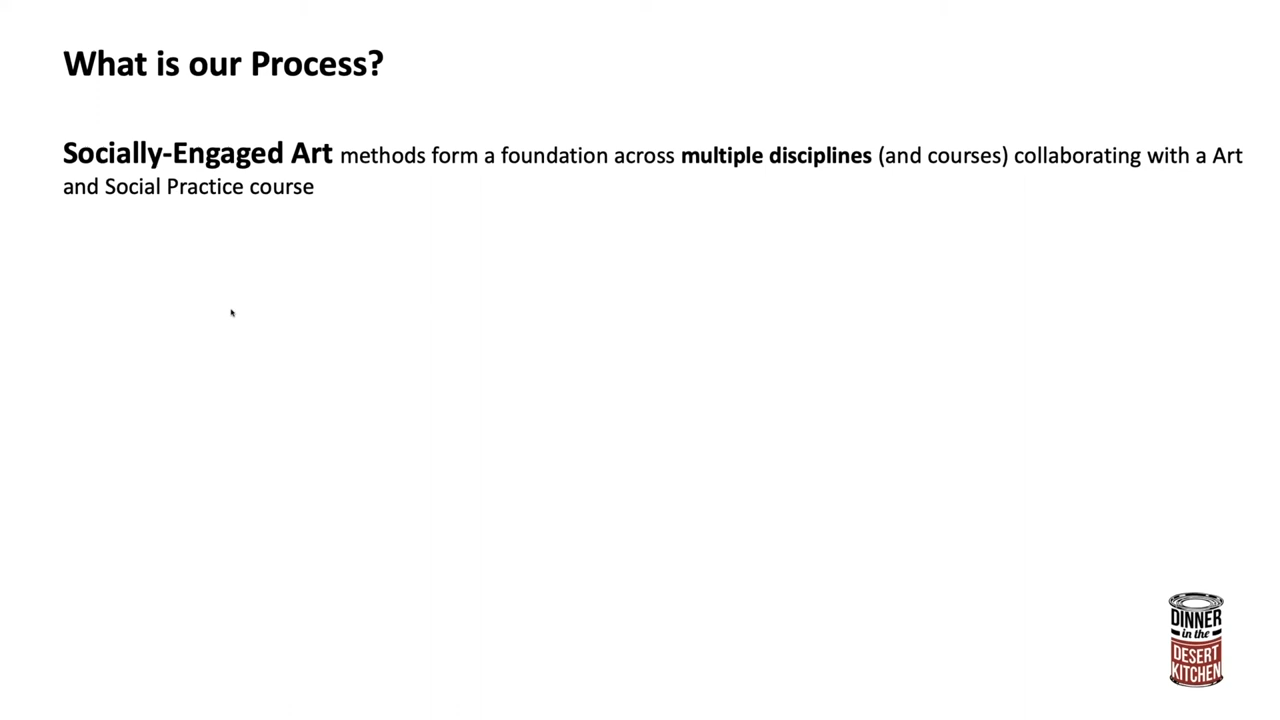 What is our Process?
Socially-Engaged Art methods form a foundation across multiple disciplines (and courses) collaborating with a Art
and Social Practice course
DINNER
in the
DESERT
KITCHEN